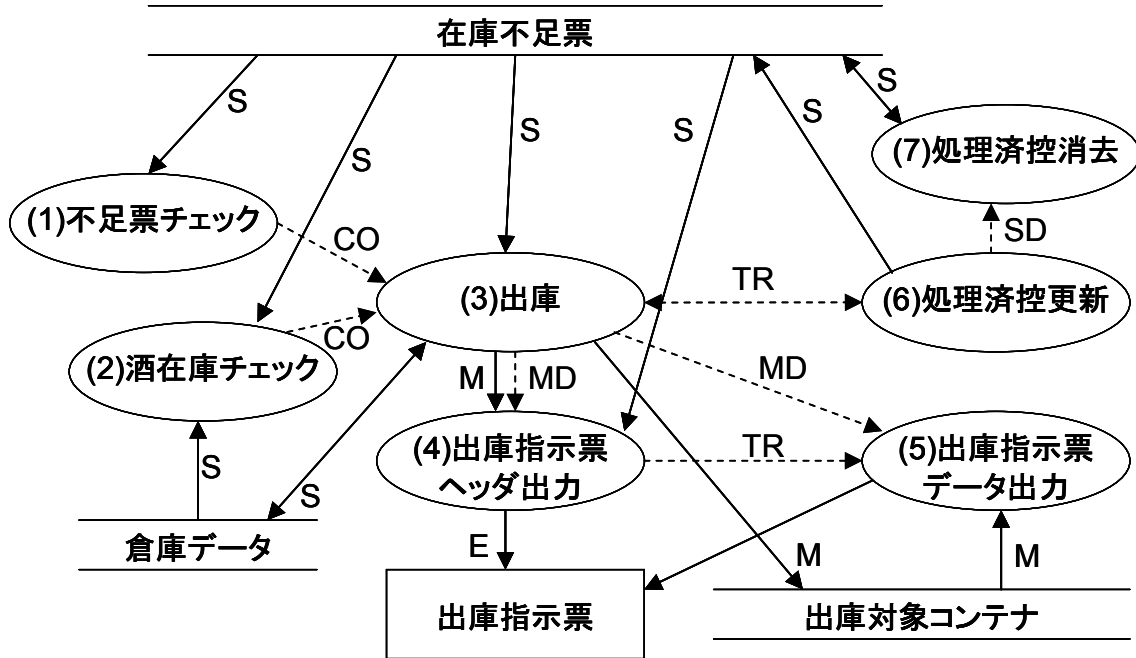 在庫不足票
S
S
S
S
S
S
(7)処理済控消去
(1)不足票チェック
CO
SD
(3)出庫
TR
(6)処理済控更新
CO
(2)酒在庫チェック
M
MD
MD
S
(4)出庫指示票
ヘッダ出力
TR
(5)出庫指示票
データ出力
S
倉庫データ
E
M
M
出庫指示票
出庫対象コンテナ